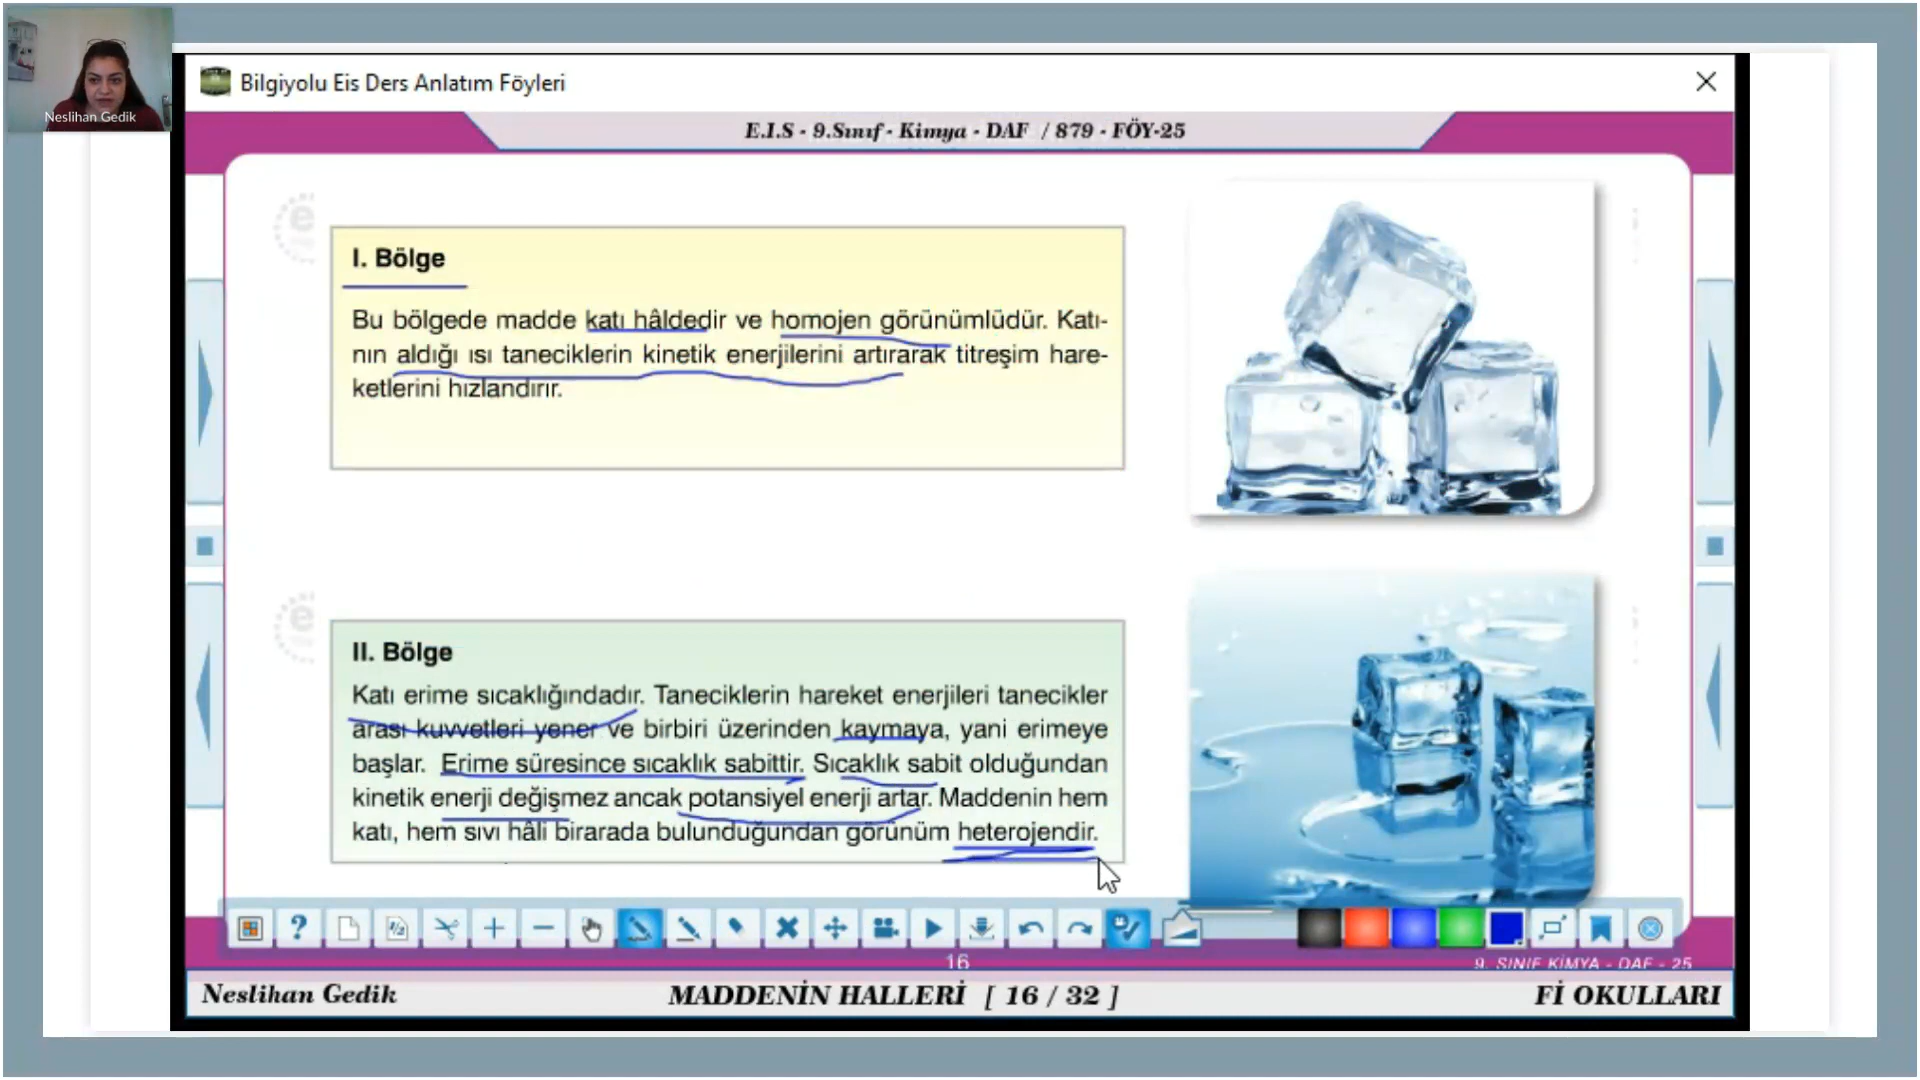 Neslihan Gedik
Bilgiyolu Eis Ders Anlatım Föyleri
E.I.S - 9.Sınıf - Kimya - DAF / 879 - FÖY-25
I. Bölge
Bu bölgede madde katı hâldedir ve homojen görünümlüdür. Katı-
nın aldığı ısı taneciklerin kinetik enerjilerini artırarak titreşim hare-
ketlerini hızlandırır.
II. Bölge
Katı erime sıcaklığındadır. Taneciklerin hareket enerjileri tanecikler
arası kuvvetleri yener ve birbiri üzerinden kaymaya, yani erimeye
başlar. Erime süresince sıcaklık sabittir. Sıcaklık sabit olduğundan
kinetik enerji değişmez ancak potansiyel enerji artar. Maddenin hem
katı, hem sıvı hâli birarada bulunduğundan görünüm heterojendir.
16
9. SINIF KİMYA - DAF - 25
Neslihan Gedik
MADDENİN HALLERİ [ 16 / 32 ]
Fİ OKULLARI